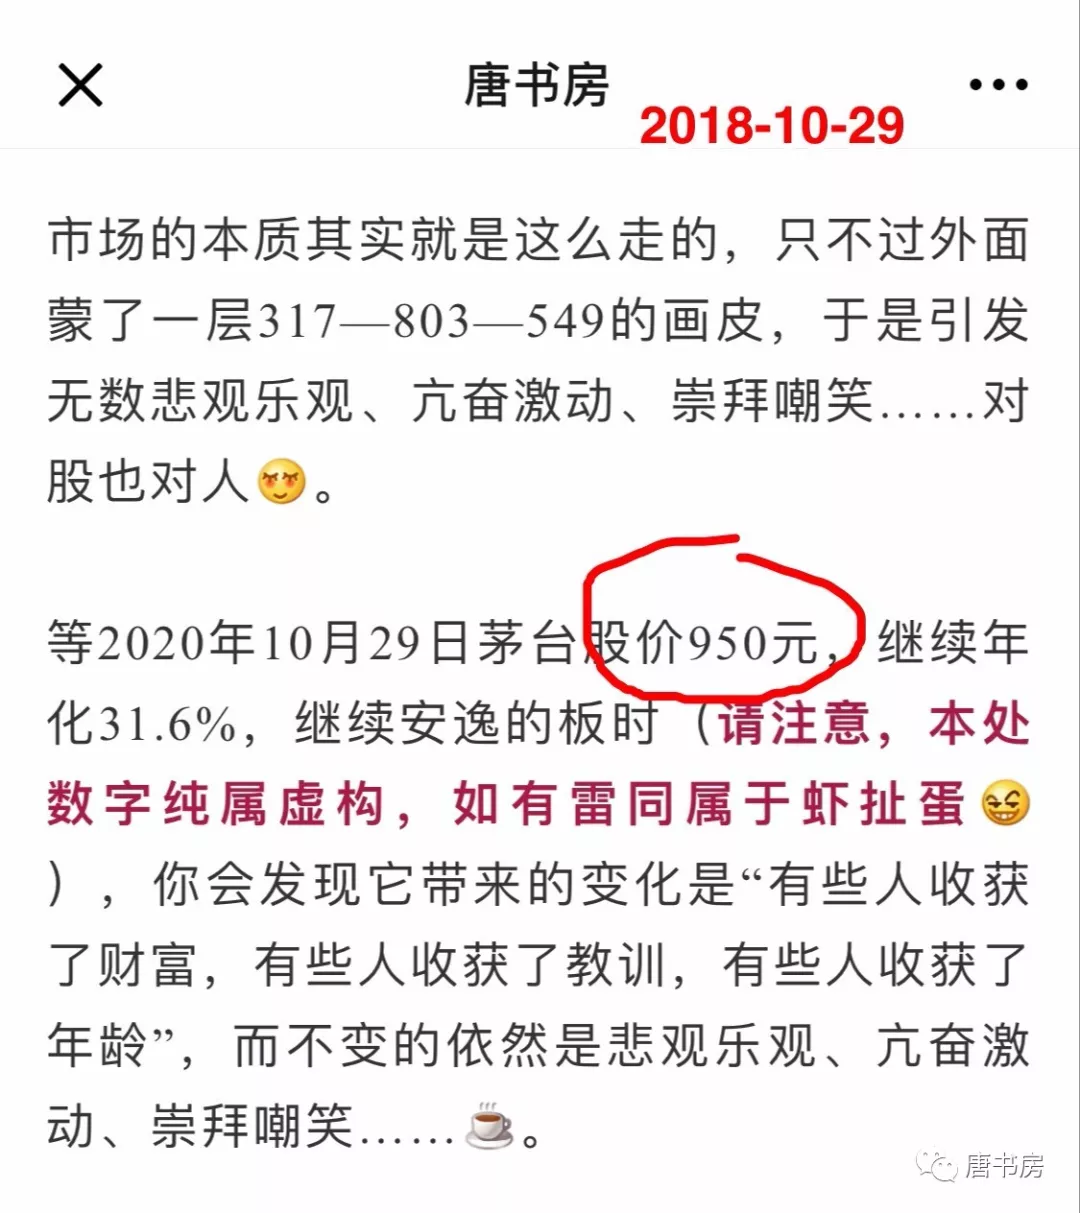 唐书房
2018-10-29
市场的本质其实就是这么走的，只不过外面
蒙了一层317—803—549的画皮，于是引发
无数悲观乐观、亢奋激动、崇拜嘲笑……对
股也对人😌。
等2020年10月29日茅台股价950元，继续年
化31.6%，继续安逸的板时（请注意，本处
数字纯属虚构，如有雷同属于虾扯蛋😆
），你会发现它带来的变化是“有些人收获
了财富，有些人收获了教训，有些人收获了
年龄”，而不变的依然是悲观乐观、亢奋激
动、崇拜嘲笑……☕。
唐书房